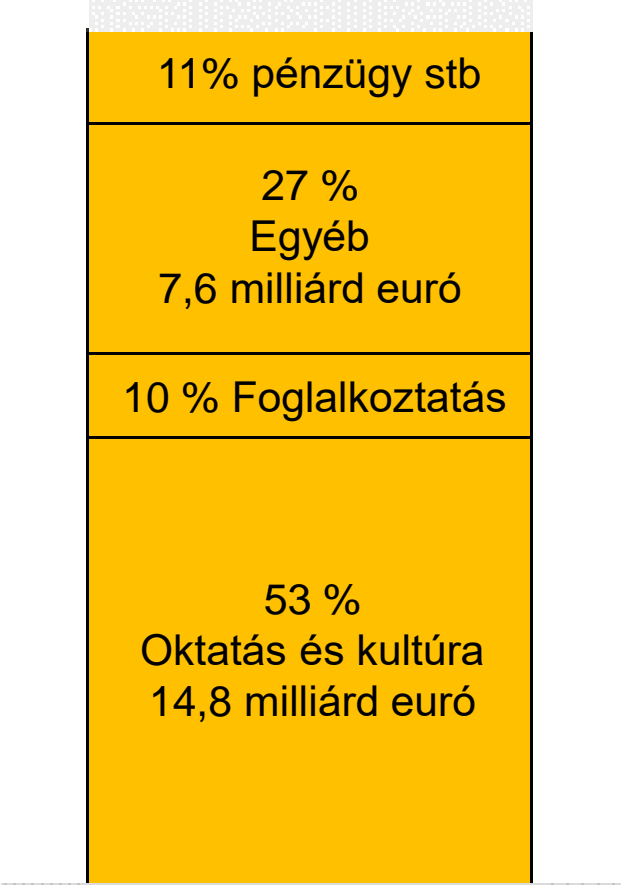 11% pénzügy stb
27 %
Egyéb
7,6 milliárd euró
10 % Foglalkoztatás
53 %
Oktatás és kultúra
14,8 milliárd euró